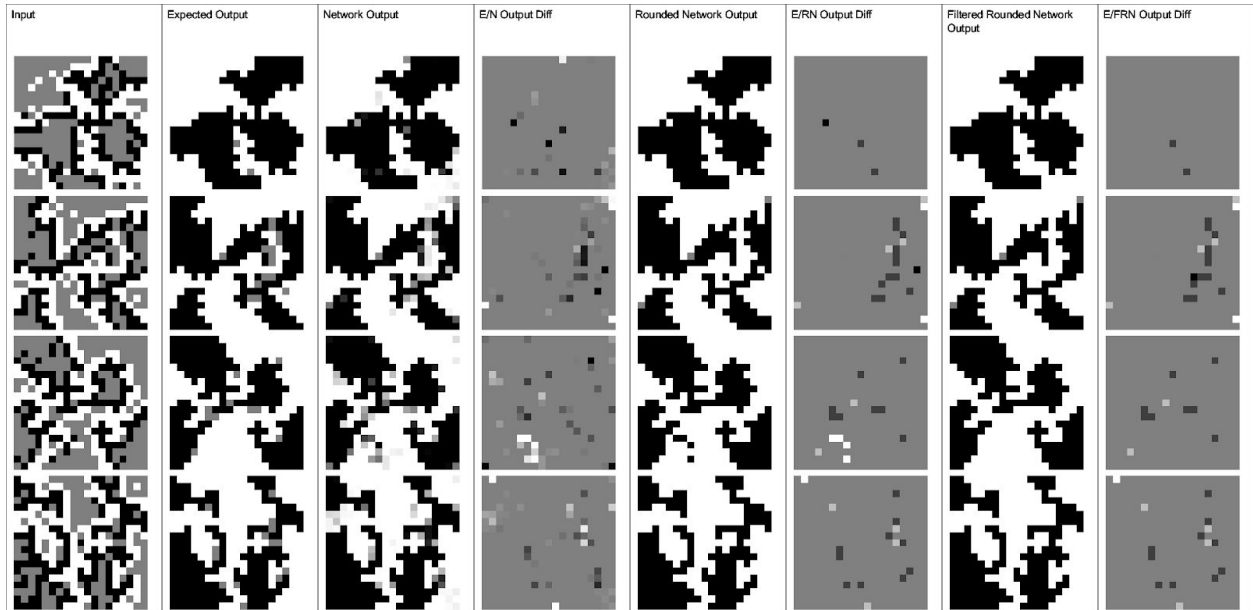 Input
Expected Output
Network Output
E/N Output Diff
Rounded Network Output
E/RN Output Diff
Filtered Rounded Network
Output
E/FRN Output Diff